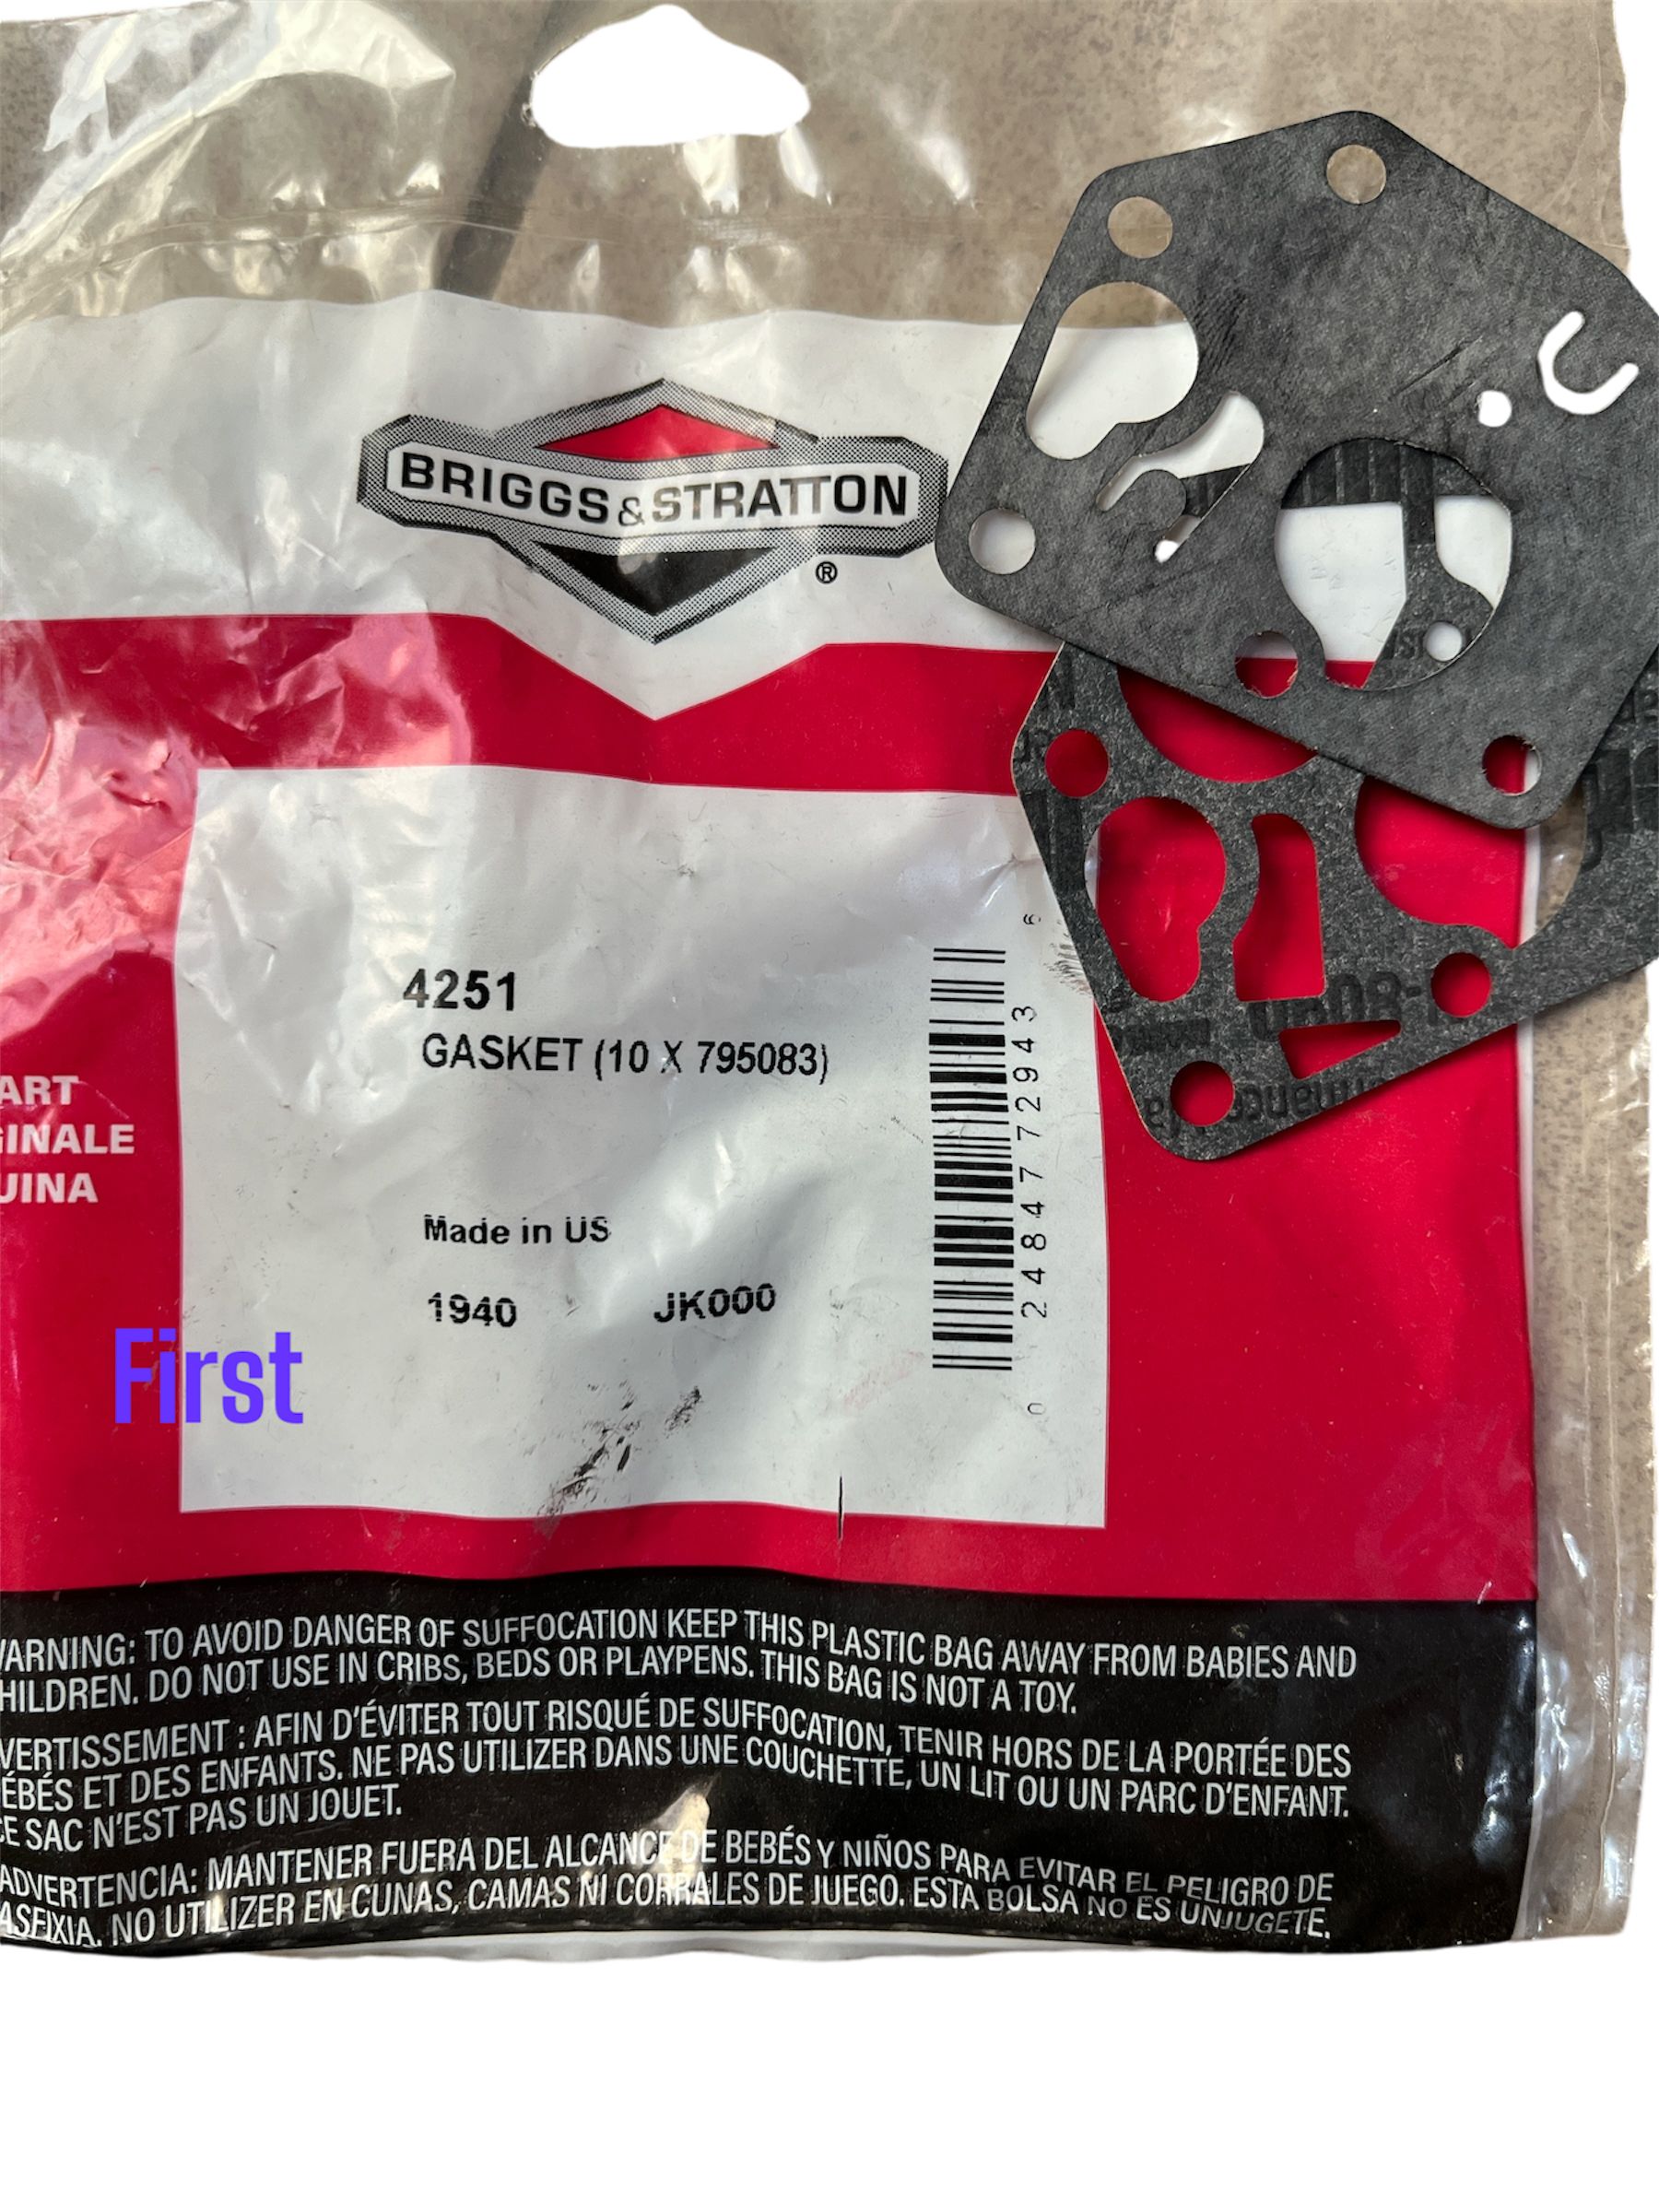 BRIGGS & STRATTON
®
4251
GASKET (10 X 795083)
Made in US
1940 JK000
0 24847 72943 6
ART
GINALE
UINA
First
WARNING: TO AVOID DANGER OF SUFFOCATION KEEP THIS PLASTIC BAG AWAY FROM BABIES AND
HILDREN. DO NOT USE IN CRIBS, BEDS OR PLAYPENS. THIS BAG IS NOT A TOY.
VERTISSEMENT : AFIN D'ÉVITER TOUT RISQUÉ DE SUFFOCATION, TENIR HORS DE LA PORTÉE DES
ÉBÉS ET DES ENFANTS. NE PAS UTILIZER DANS UNE COUCHETTE, UN LIT OU UN PARC D'ENFANT.
CE SAC N'EST PAS UN JOUET.
ADVERTENCIA: MANTENER FUERA DEL ALCANCE DE BEBÉS Y NIÑOS PARA EVITAR EL PELIGRO DE
ASFIXIA. NO UTILIZER EN CUNAS, CAMAS NI CORRALES DE JUEGO. ESTA BOLSA NO ES UN JUGETE.